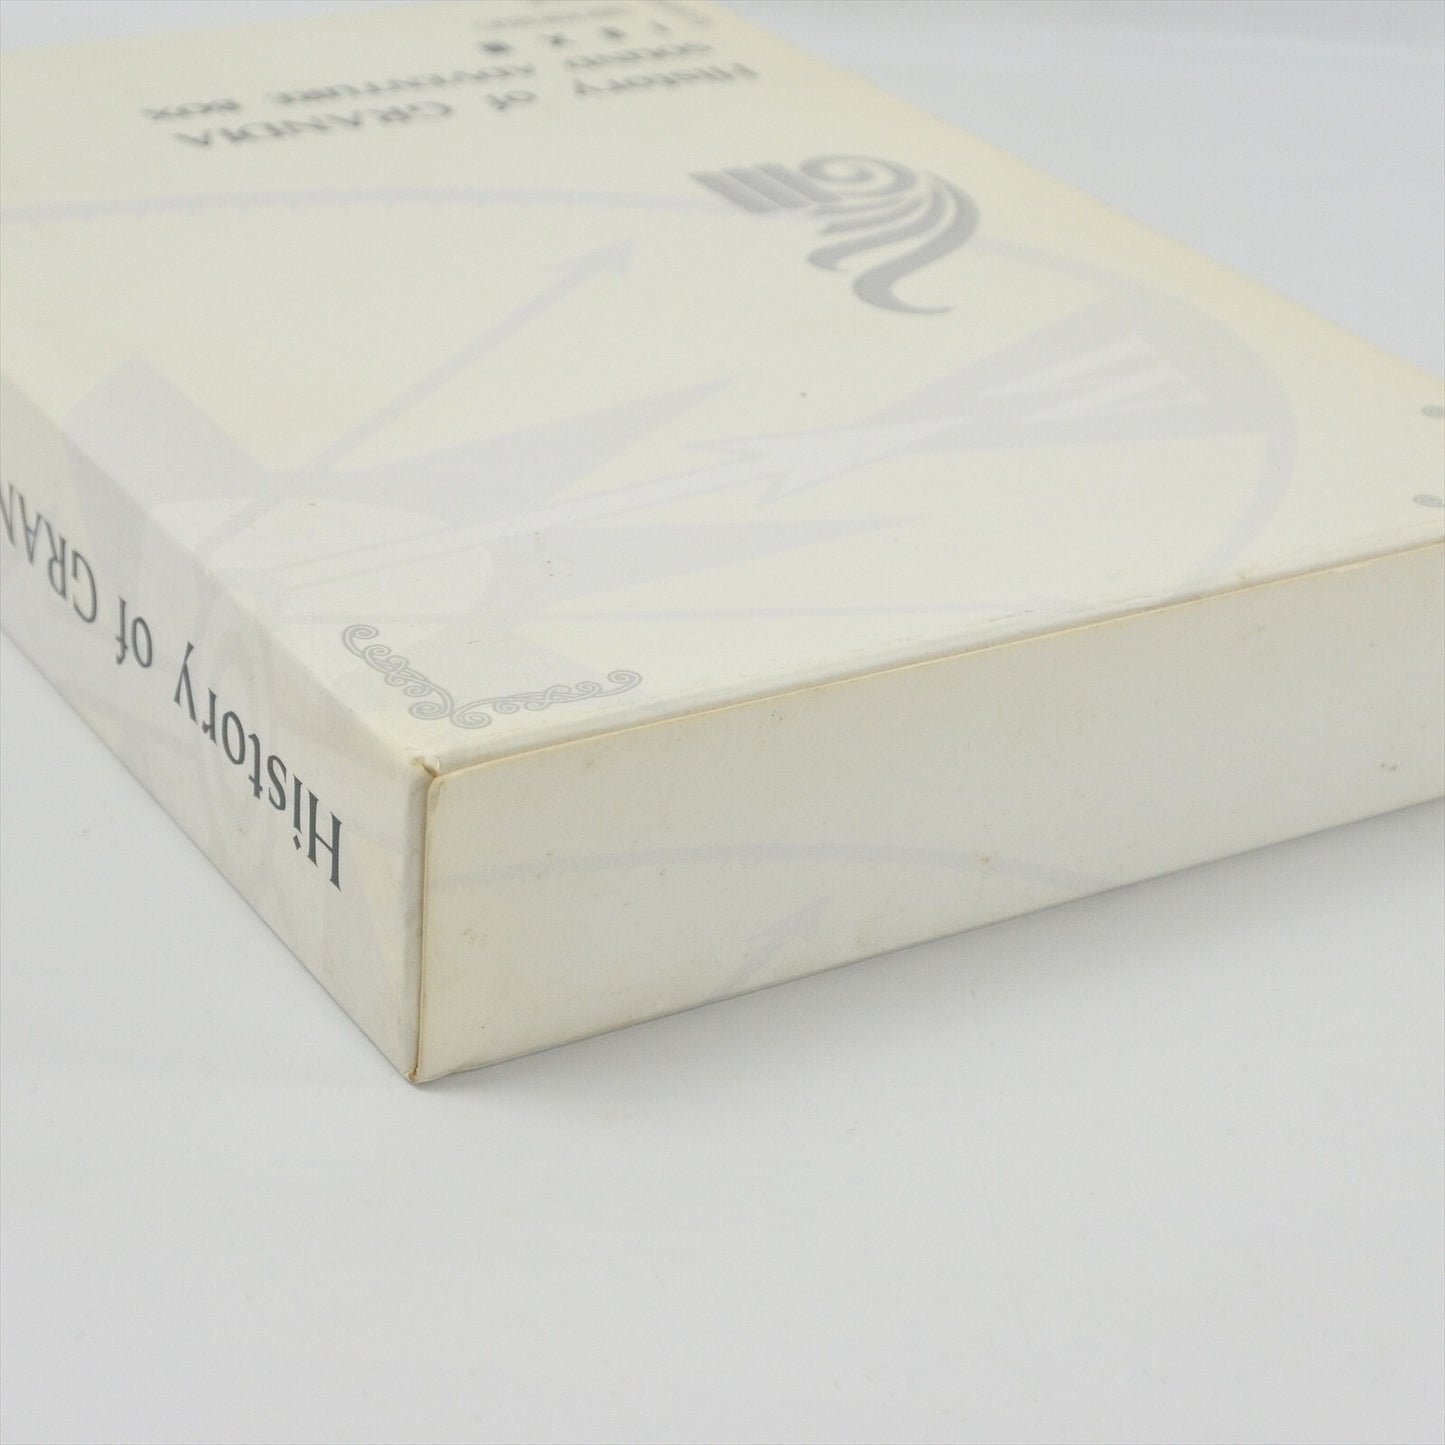 History of GRANDIA
SOUND ADVENTURE BOX
History of GRAN